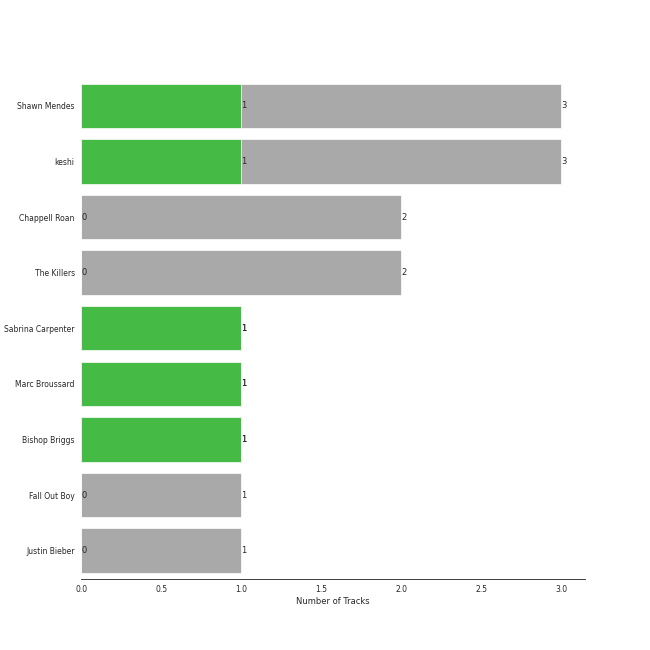 Shawn Mendes 1 3
keshi 1 3
Chappell Roan 0 2
The Killers 0 2
Sabrina Carpenter 1
Marc Broussard 1
Bishop Briggs 1
Fall Out Boy 0 1
Justin Bieber 0 1
0.0 0.5 1.0 1.5 2.0 2.5 3.0
Number of Tracks